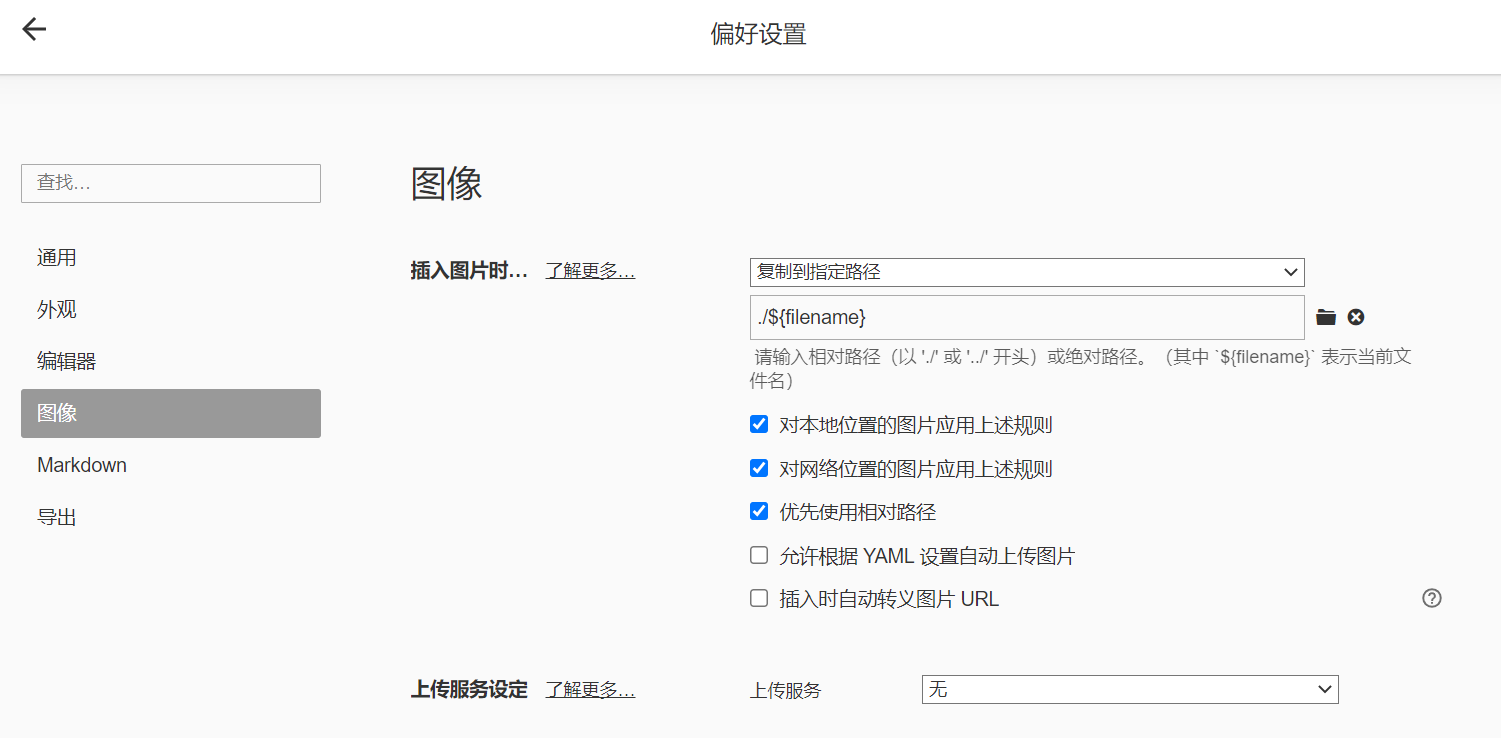 偏好设置
查找…
通用
外观
编辑器
图像
Markdown
导出
图像
插入图片时… 了解更多…
复制到指定路径
./${filename}
请输入相对路径（以 './' 或 '../' 开头）或绝对路径。（其中 `${filename}` 表示当前文
件名）
对本地位置的图片应用上述规则
对网络位置的图片应用上述规则
优先使用相对路径
允许根据 YAML 设置自动上传图片
插入时自动转义图片 URL
上传服务设定 了解更多… 上传服务 无